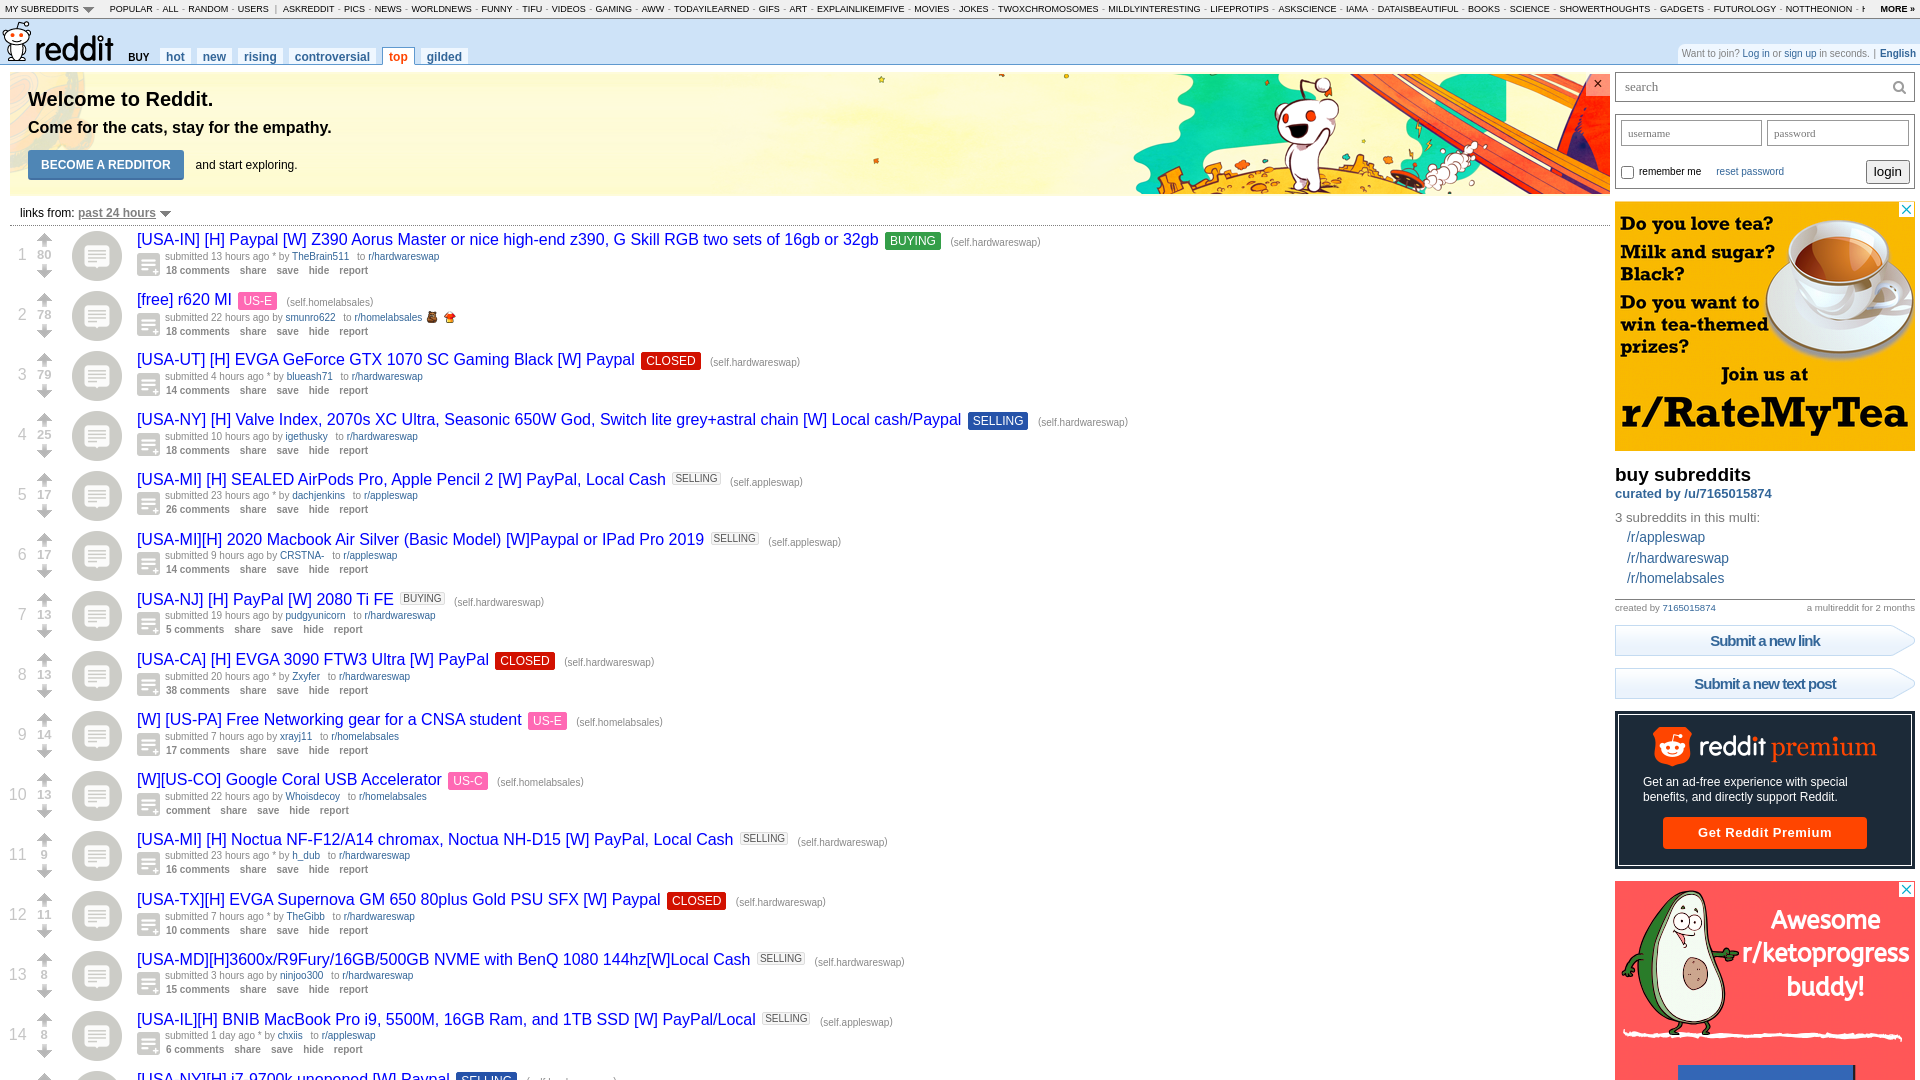 MY SUBREDDITS POPULAR - ALL - RANDOM - USERS | ASKREDDIT - PICS - NEWS - WORLDNEWS - FUNNY - TIFU - VIDEOS - GAMING - AWW - TODAYILEARNED - GIFS - ART - EXPLAINLIKEIMFIVE - MOVIES - JOKES - TWOXCHROMOSOMES - MILDLYINTERESTING - LIFEPROTIPS - ASKSCIENCE - IAMA - DATAISBEAUTIFUL - BOOKS - SCIENCE - SHOWERTHOUGHTS - GADGETS - FUTUROLOGY - NOTTHEONION - MORE »
reddit BUY hot new rising controversial top gilded
Want to join? Log in or sign up in seconds. | English
Welcome to Reddit.
Come for the cats, stay for the empathy.
BECOME A REDDITOR and start exploring.
links from: past 24 hours
1 80 [USA-IN] [H] Paypal [W] Z390 Aorus Master or nice high-end z390, G Skill RGB two sets of 16gb or 32gb BUYING (self.hardwareswap)
submitted 13 hours ago * by TheBrain511 to r/hardwareswap
18 comments share save hide report
2 78 [free] r620 MI US-E (self.homelabsales)
submitted 22 hours ago by smunro622 to r/homelabsales
18 comments share save hide report
3 79 [USA-UT] [H] EVGA GeForce GTX 1070 SC Gaming Black [W] Paypal CLOSED (self.hardwareswap)
submitted 4 hours ago * by blueash71 to r/hardwareswap
14 comments share save hide report
4 25 [USA-NY] [H] Valve Index, 2070s XC Ultra, Seasonic 650W God, Switch lite grey+astral chain [W] Local cash/Paypal SELLING (self.hardwareswap)
submitted 10 hours ago by igethusky to r/hardwareswap
18 comments share save hide report
5 17 [USA-MI] [H] SEALED AirPods Pro, Apple Pencil 2 [W] PayPal, Local Cash SELLING (self.appleswap)
submitted 23 hours ago * by dachjenkins to r/appleswap
26 comments share save hide report
6 17 [USA-MI][H] 2020 Macbook Air Silver (Basic Model) [W]Paypal or IPad Pro 2019 SELLING (self.appleswap)
submitted 9 hours ago by CRSTNA- to r/appleswap
14 comments share save hide report
7 13 [USA-NJ] [H] PayPal [W] 2080 Ti FE BUYING (self.hardwareswap)
submitted 19 hours ago by pudgyunicorn to r/hardwareswap
5 comments share save hide report
8 13 [USA-CA] [H] EVGA 3090 FTW3 Ultra [W] PayPal CLOSED (self.hardwareswap)
submitted 20 hours ago * by Zxyfer to r/hardwareswap
38 comments share save hide report
9 14 [W] [US-PA] Free Networking gear for a CNSA student US-E (self.homelabsales)
submitted 7 hours ago by xrayj11 to r/homelabsales
17 comments share save hide report
10 13 [W][US-CO] Google Coral USB Accelerator US-C (self.homelabsales)
submitted 22 hours ago by Whoisdecoy to r/homelabsales
comment share save hide report
11 9 [USA-MI] [H] Noctua NF-F12/A14 chromax, Noctua NH-D15 [W] PayPal, Local Cash SELLING (self.hardwareswap)
submitted 23 hours ago * by h_dub to r/hardwareswap
16 comments share save hide report
12 11 [USA-TX][H] EVGA Supernova GM 650 80plus Gold PSU SFX [W] Paypal CLOSED (self.hardwareswap)
submitted 7 hours ago * by TheGibb to r/hardwareswap
10 comments share save hide report
13 8 [USA-MD][H]3600x/R9Fury/16GB/500GB NVME with BenQ 1080 144hz[W]Local Cash SELLING (self.hardwareswap)
submitted 3 hours ago by ninjoo300 to r/hardwareswap
15 comments share save hide report
14 8 [USA-IL][H] BNIB MacBook Pro i9, 5500M, 16GB Ram, and 1TB SSD [W] PayPal/Local SELLING (self.appleswap)
submitted 1 day ago * by chxiis to r/appleswap
6 comments share save hide report
[USA-NY][H] i7-9700k unopened [W] Paypal SELLING
search
username password
remember me reset password login
Do you love tea?
Milk and sugar?
Black?
Do you want to
win tea-themed
prizes?
Join us at
r/RateMyTea
buy subreddits
curated by /u/7165015874
3 subreddits in this multi:
/r/appleswap
/r/hardwareswap
/r/homelabsales
created by 7165015874 a multireddit for 2 months
Submit a new link
Submit a new text post
reddit premium
Get an ad-free experience with special
benefits, and directly support Reddit.
Get Reddit Premium
Awesome
r/ketoprogress
buddy!